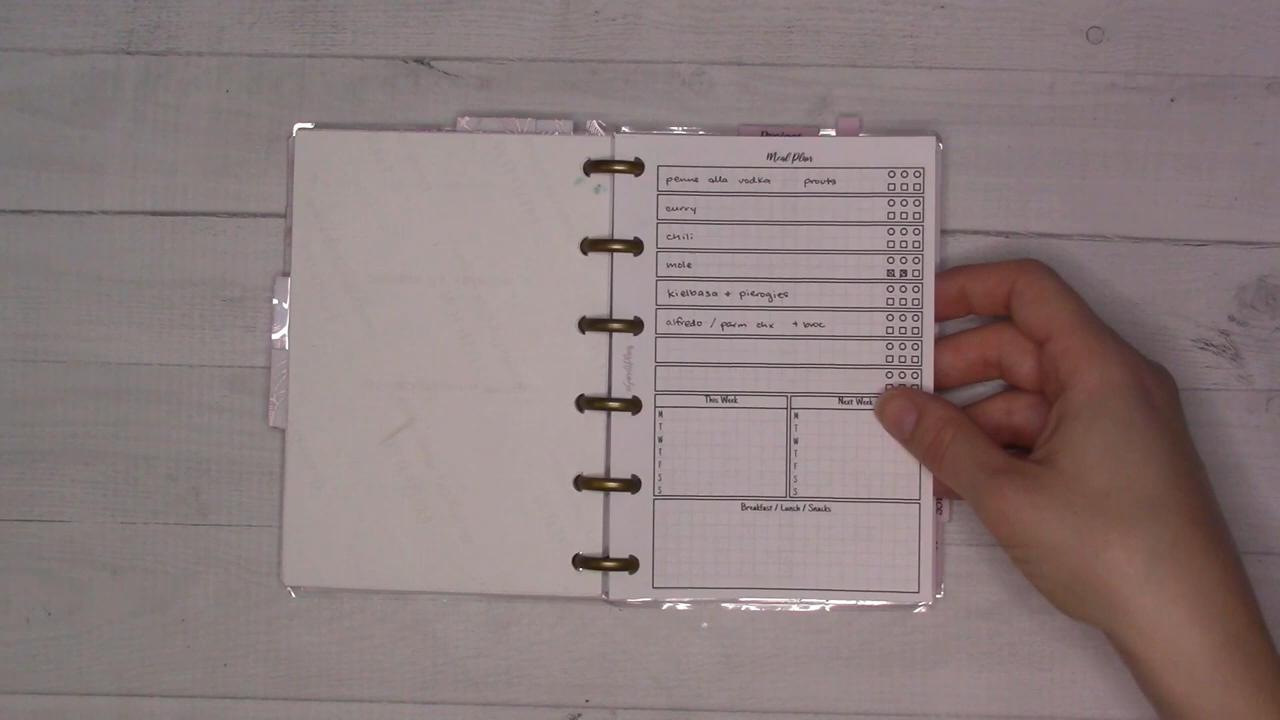 Meal Plan
penne alla vodka prouts
curry
chili
mole
kielbasa + pierogies
alfredo / parm chx + broc
This Week Next Week
M M
T T
W W
T T
F F
S S
S S
Breakfast / Lunch / Snacks